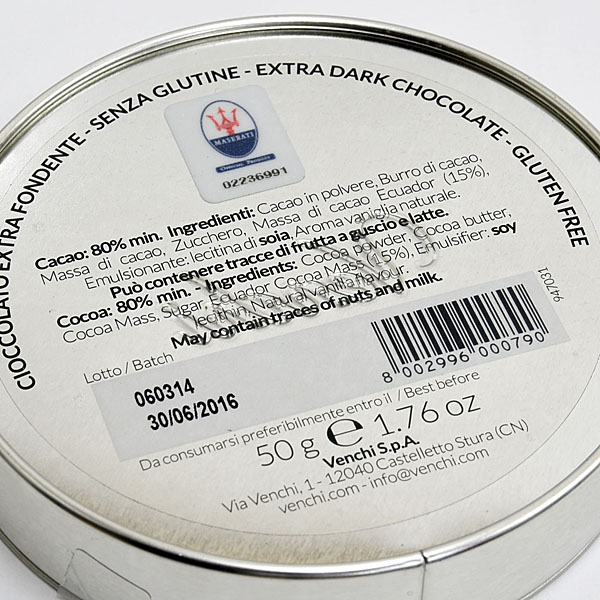 CIOCCOLATO EXTRA FONDENTE - SENZA GLUTINE - EXTRA DARK CHOCOLATE - GLUTEN FREE
MASERATI
02236991
Cacao: 80% min. Ingredienti: Cacao in polvere, Burro di cacao,
Massa di cacao, Zucchero, Massa di cacao Ecuador (15%),
Emulsionante: lecitina di soia, Aroma vaniglia naturale.
Può contenere tracce di frutta a guscio e latte.
Cocoa: 80% min. - Ingredients: Cocoa powder, Cocoa butter,
Cocoa Mass, Sugar, Ecuador Cocoa Mass (15%), Emulsifier: soy
lecithin, Natural vanilla flavour.
May contain traces of nuts and milk.
947031
Lotto / Batch
060314
30/06/2016
8 002996 000790
Da consumarsi preferibilmente entro il / Best before
50 g e 1.76 oz
Venchi S.p.A.
Via Venchi, 1 - 12040 Castelletto Stura (CN)
venchi.com - info@venchi.com